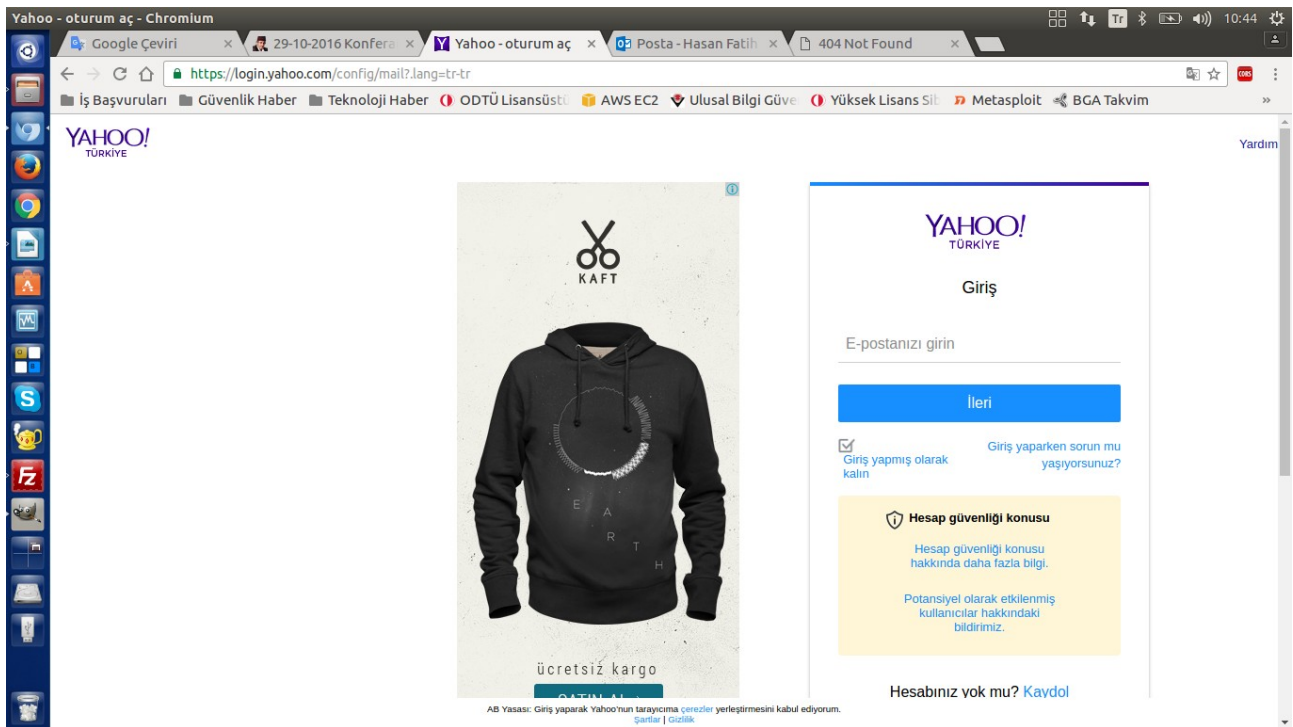 Yahoo - oturum aç - Chromium
Tr
10:44
Google Çeviri
29-10-2016 Konfera
Yahoo - oturum aç
Posta - Hasan Fatih
404 Not Found
https://login.yahoo.com/config/mail?.lang=tr-tr
CORS
İş Başvuruları
Güvenlik Haber
Teknoloji Haber
ODTÜ Lisansüstü
AWS EC2
Ulusal Bilgi Güve
Yüksek Lisans Sit
Metasploit
BGA Takvim
YAHOO!
TÜRKİYE
Yardım
KAFT
E A R T H
ücretsiz kargo
SATIN AL
YAHOO!
TÜRKİYE
Giriş
E-postanızı girin
İleri
Giriş yapmış olarak
kalın
Giriş yaparken sorun mu
yaşıyorsunuz?
Hesap güvenliği konusu
Hesap güvenliği konusu
hakkında daha fazla bilgi.
Potansiyel olarak etkilenmiş
kullanıcılar hakkındaki
bildirimiz.
Hesabınız yok mu? Kaydol
AB Yasası: Giriş yaparak Yahoo'nun tarayıcıma çerezler yerleştirmesini kabul ediyorum.
Şartlar | Gizlilik